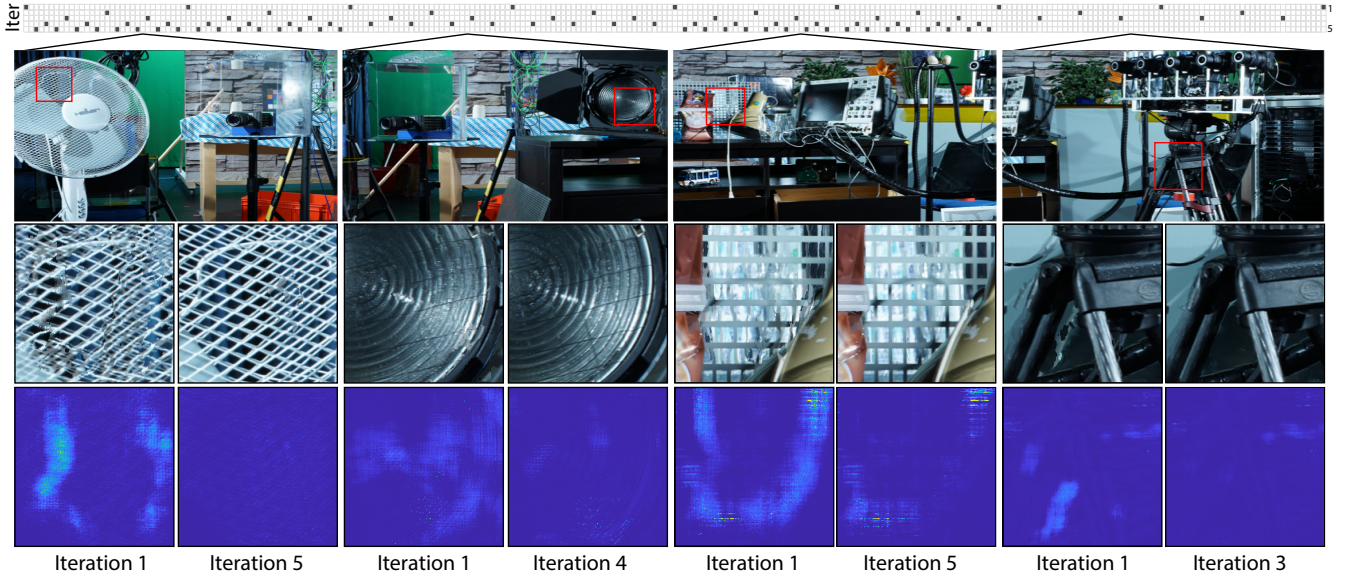 Iter
1
5
Iteration 1
Iteration 5
Iteration 1
Iteration 4
Iteration 1
Iteration 5
Iteration 1
Iteration 3